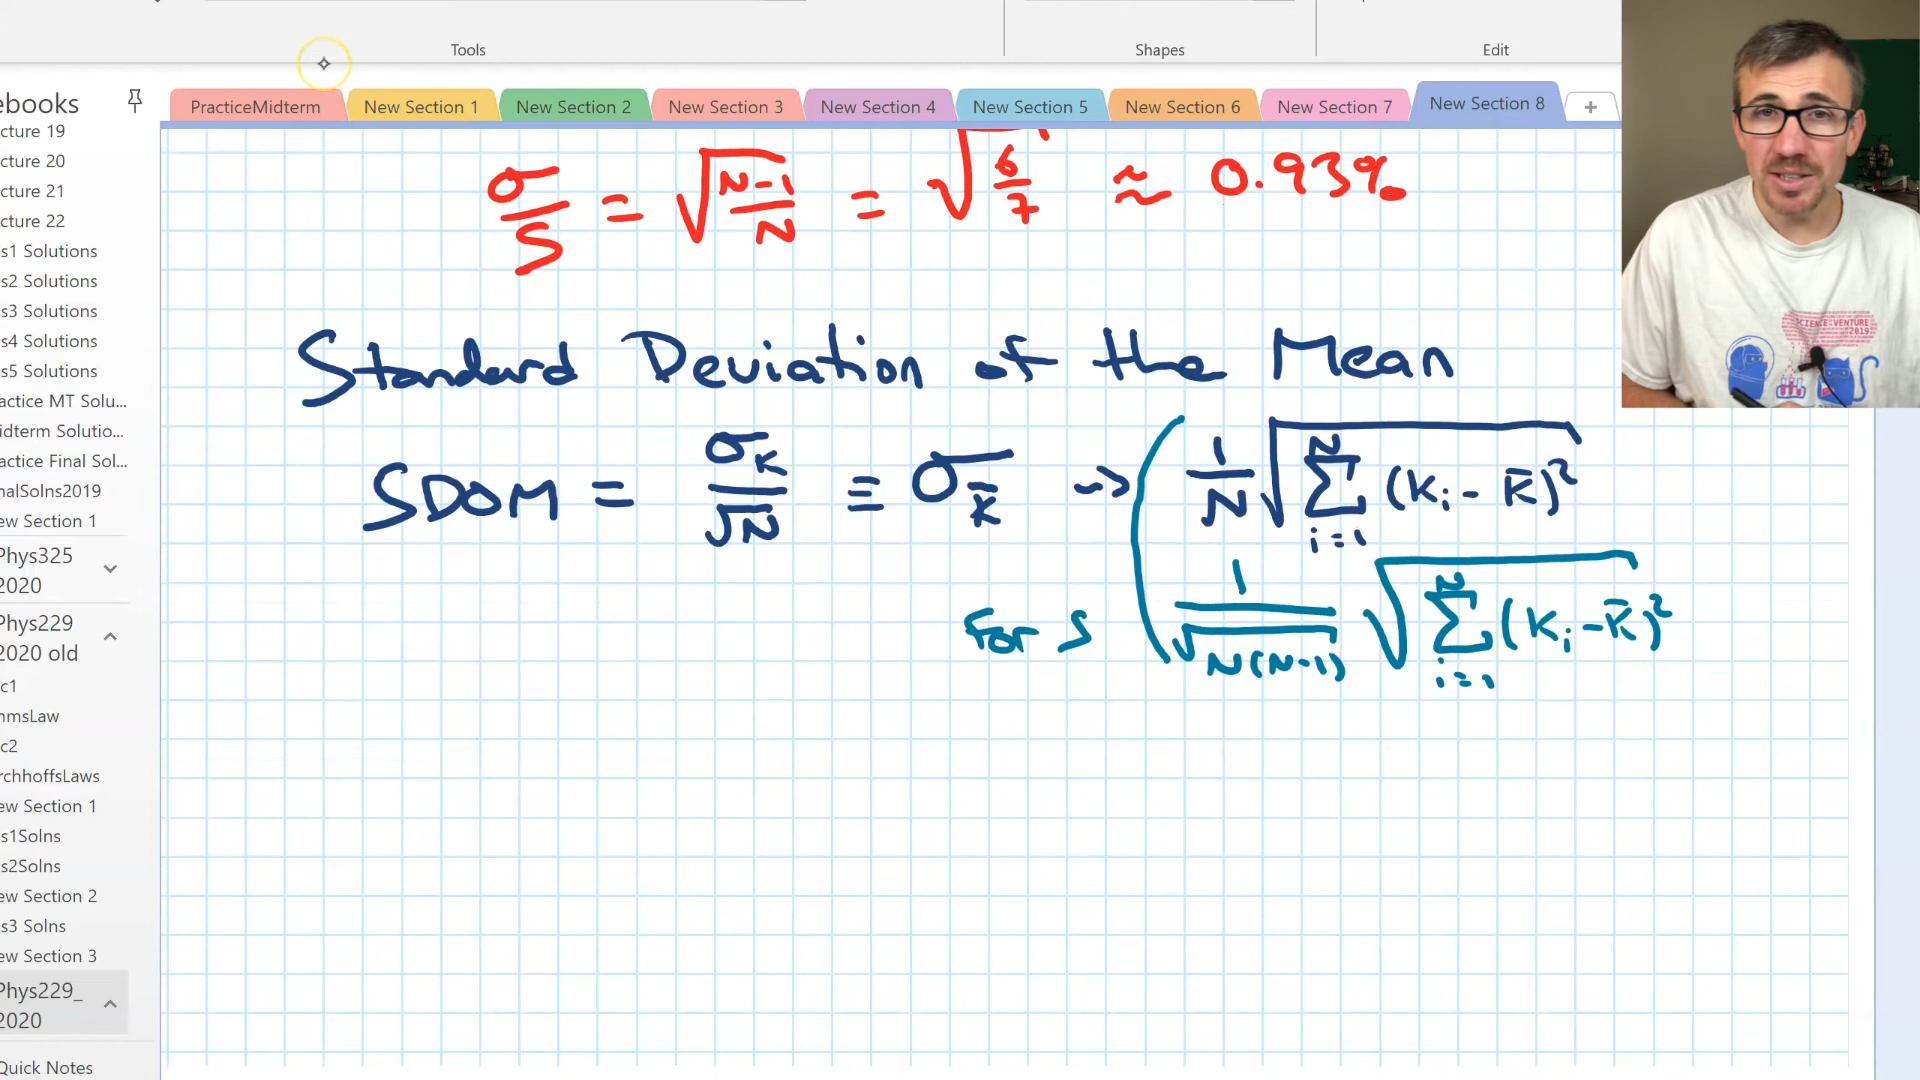 Tools Shapes Edit
ebooks
PracticeMidterm New Section 1 New Section 2 New Section 3 New Section 4 New Section 5 New Section 6 New Section 7 New Section 8 +
cture 19
cture 20
cture 21
cture 22
s1 Solutions
s2 Solutions
s3 Solutions
s4 Solutions
s5 Solutions
actice MT Solu...
idterm Solutio...
actice Final Sol...
nalSolns2019
ew Section 1
Phys325
2020
Phys229
2020 old
c1
hmsLaw
c2
rchhoffsLaws
ew Section 1
s1Solns
s2Solns
ew Section 2
s3 Solns
ew Section 3
Phys229_
2020
Quick Notes
σ/S = √((N-1)/N) = √(6/7) ≈ 0.93%
Standard Deviation of the Mean
SDOM = σ_K/√N ≡ σ_K̄ → ( 1/N √(∑_{i=1}^{N} (K_i - K̄)²
for S 1/√(N(N-1)) √(∑_{i=1}^{N} (K_i - K̄)²
SCIENCE VENTURE
2019